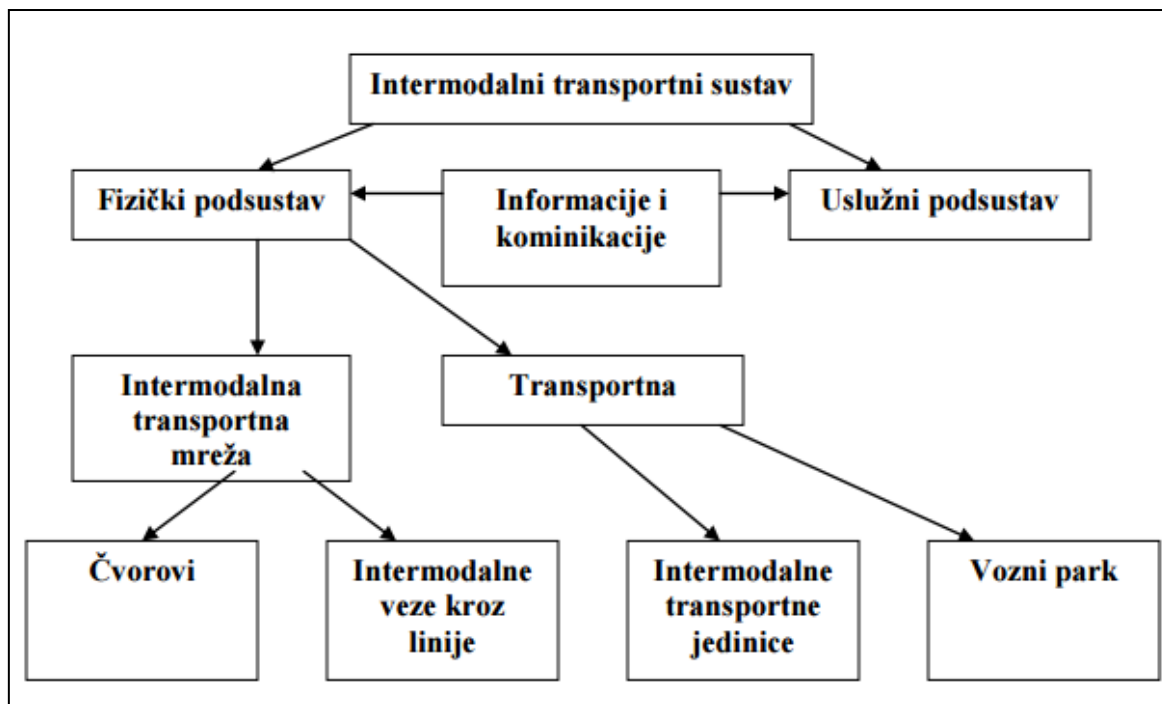 Intermodalni transportni sustav
Fizički podsustav
Informacije i
kominikacije
Uslužni podsustav
Intermodalna
transportna
mreža
Transportna
Čvorovi
Intermodalne
veze kroz
linije
Intermodalne
transportne
jedinice
Vozni park